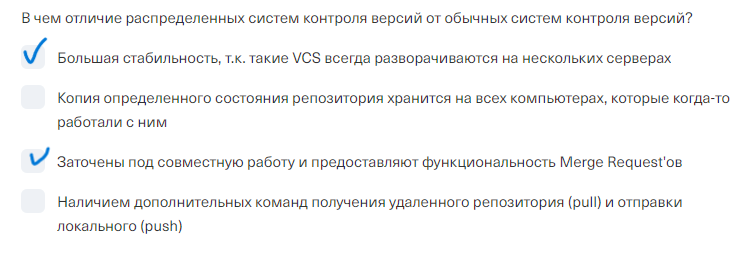 В чем отличие распределенных систем контроля версий от обычных систем контроля версий?
Большая стабильность, т.к. такие VCS всегда разворачиваются на нескольких серверах
Копия определенного состояния репозитория хранится на всех компьютерах, которые когда-то
работали с ним
Заточены под совместную работу и предоставляют функциональность Merge Request'ов
Наличием дополнительных команд получения удаленного репозитория (pull) и отправки
локального (push)